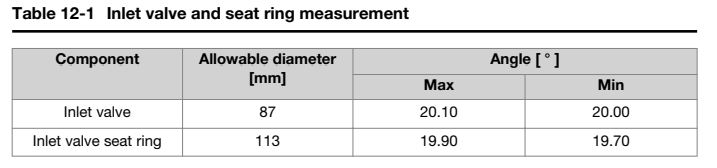 Table 12-1 Inlet valve and seat ring measurement
Component Allowable diameter [mm] Angle [ ° ]
Max Min
Inlet valve 87 20.10 20.00
Inlet valve seat ring 113 19.90 19.70